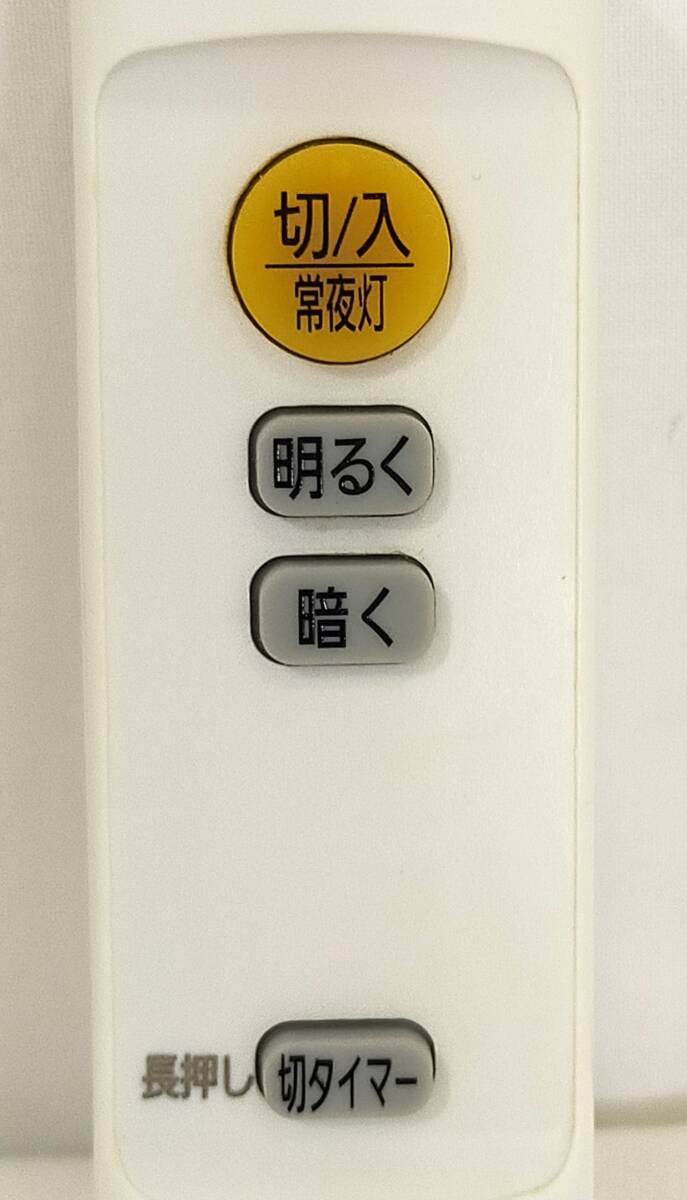 切/入
常夜灯
明るく
暗く
長押し 切タイマー